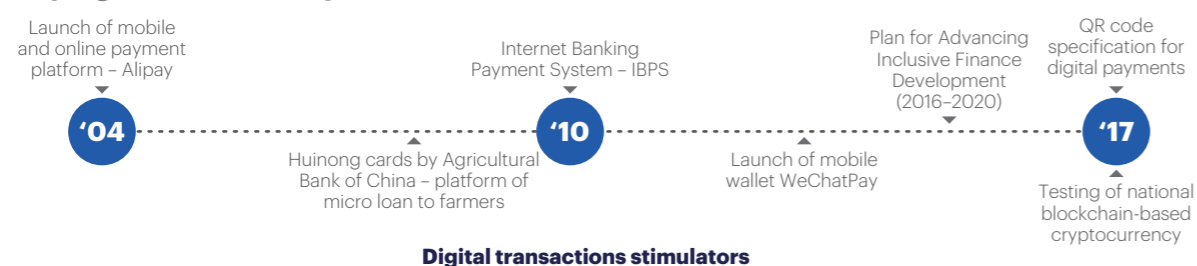 Launch of mobile
and online payment
platform – Alipay
‘04
Huinong cards by Agricultural
Bank of China – platform of
micro loan to farmers
Internet Banking
Payment System – IBPS
‘10
Launch of mobile
wallet WeChatPay
Plan for Advancing
Inclusive Finance
Development
(2016–2020)
QR code
specification for
digital payments
‘17
Testing of national
blockchain-based
cryptocurrency
Digital transactions stimulators